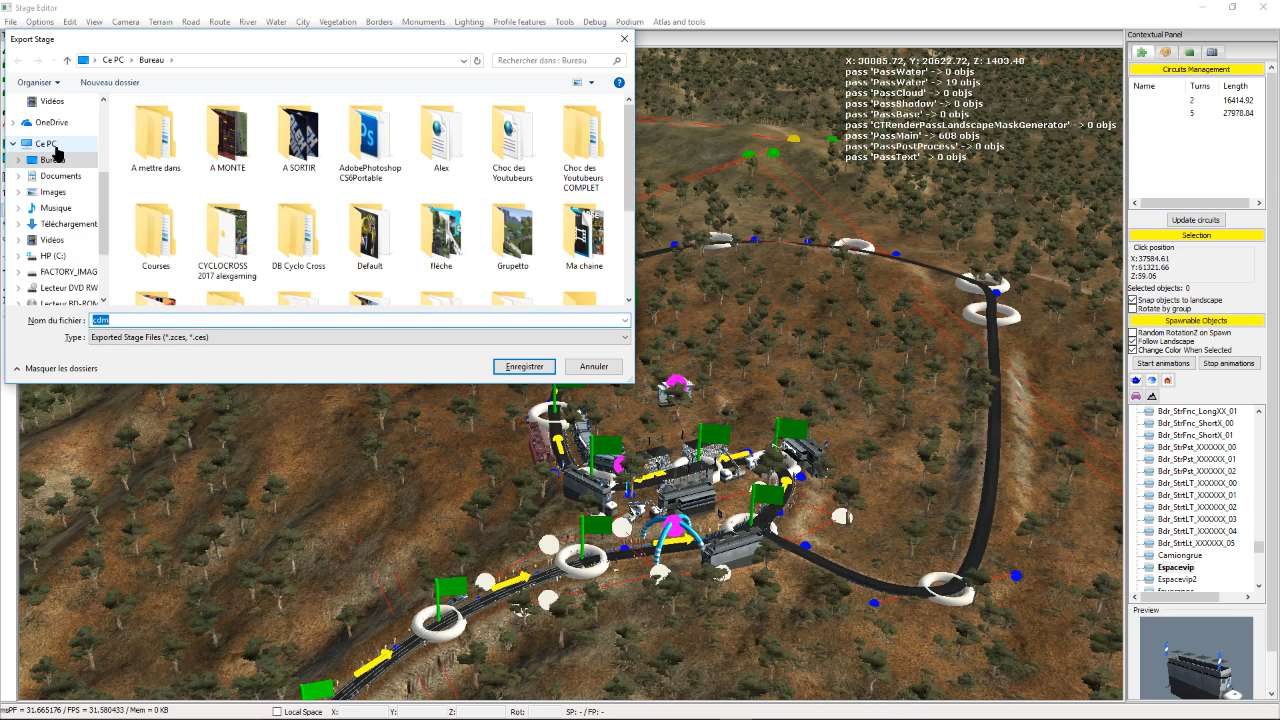 Stage Editor
File Options Edit View Camera Terrain Road Route River Water City Vegetation Borders Monuments Lighting Profile features Tools Debug Podium Atlas and tools
Export Stage
Ce PC Bureau
Rechercher dans : Bureau
Organiser Nouveau dossier
Vidéos
OneDrive
Ce PC
Documents
Images
Musique
Téléchargement
Vidéos
HP (C:)
FACTORY_IMAG
Lecteur DVD RW
Lecteur BD-ROM
A mettre dans
A MONTE
A SORTIR
AdobePhotoshop CS6Portable
Alex
Choc des Youtubeurs
Choc des Youtubeurs COMPLET
Courses
CYCLOCROSS 2017 alexgaming
DB Cyclo Cross
Default
flèche
Grupetto
Ma chaine
Nom du fichier : cdm
Type : Exported Stage Files (*.zces, *.ces)
Masquer les dossiers
Enregistrer
Annuler
X: 30005.72, Y: 20622.72, Z: 1403.40
pass 'PassWater' -> 0 objs
pass 'PassWater' -> 19 objs
pass 'PassCloud' -> 0 objs
pass 'PassShadow' -> 0 objs
pass 'PassBase' -> 0 objs
pass 'CTRenderPassLandscapeMaskGenerator' -> 0 objs
pass 'PassMain' -> 608 objs
pass 'PassPostProcess' -> 0 objs
pass 'PassText' -> 0 objs
Contextual Panel
Circuits Management
Name Turns Length
2 16414.92
5 27978.84
Update circuits
Selection
Click position
X:37584.61
Y:61321.66
Z:59.06
Selected objects: 0
Snap objects to landscape
Rotate by group
Spawnable Objects
Random RotationZ on Spawn
Follow Landscape
Change Color When Selected
Start animations Stop animations
Bdr_StrFnc_LongXX_01
Bdr_StrFnc_ShortX_00
Bdr_StrFnc_ShortX_01
Bdr_StrPst_XXXXXX_00
Bdr_StrPst_XXXXXX_01
Bdr_StrPst_XXXXXX_02
Bdr_StrtLT_XXXXXX_00
Bdr_StrtLT_XXXXXX_01
Bdr_StrtLT_XXXXXX_02
Bdr_StrtLT_XXXXXX_03
Bdr_StrtLT_XXXXXX_04
Bdr_StrtLt_XXXXXX_05
Camiongrue
Espacevip
Espacevip2
Preview
msPF = 31.665176 / FPS = 31.580433 / Mem = 0 KB
Local Space X: Y: Z: Rot: SP: - / FP: -